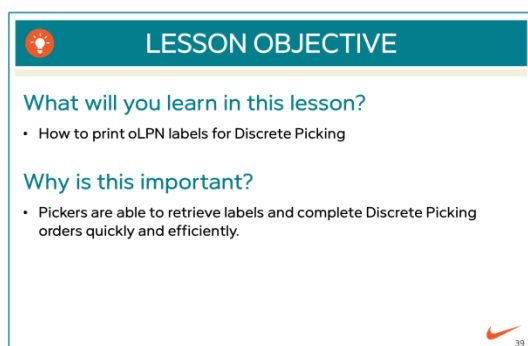 LESSON OBJECTIVE
What will you learn in this lesson?
• How to print oLPN labels for Discrete Picking
Why is this important?
• Pickers are able to retrieve labels and complete Discrete Picking
orders quickly and efficiently.
39